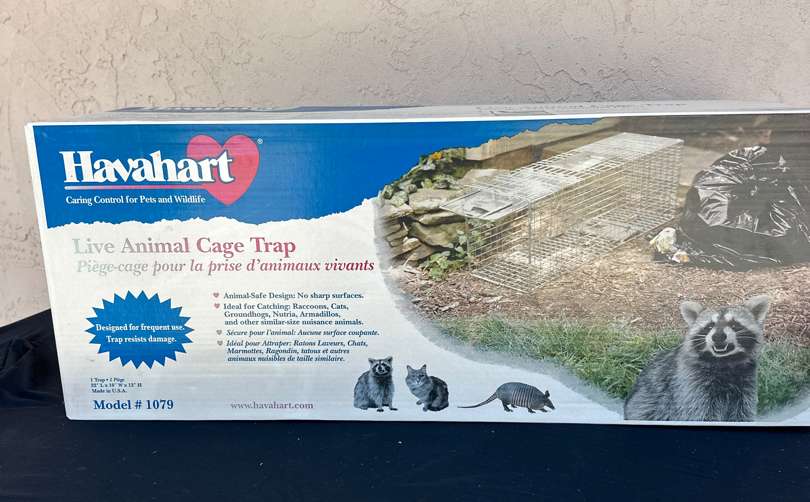 Havahart®
Caring Control for Pets and Wildlife
Live Animal Cage Trap
Piège-cage pour la prise d'animaux vivants
Designed for frequent use.
Trap resists damage.
Animal-Safe Design: No sharp surfaces.
Ideal for Catching: Raccoons, Cats,
Groundhogs, Nutria, Armadillos,
and other similar-size nuisance animals.
Sécure pour l'animal: Aucune surface coupante.
Idéal pour Attraper: Ratons Laveurs, Chats,
Marmottes, Ragondin, tatous et autres
animaux nuisibles de taille similaire.
1 Trap • 1 Piège
32" L x 10" W x 12" H
Made in U.S.A.
Model # 1079
www.havahart.com